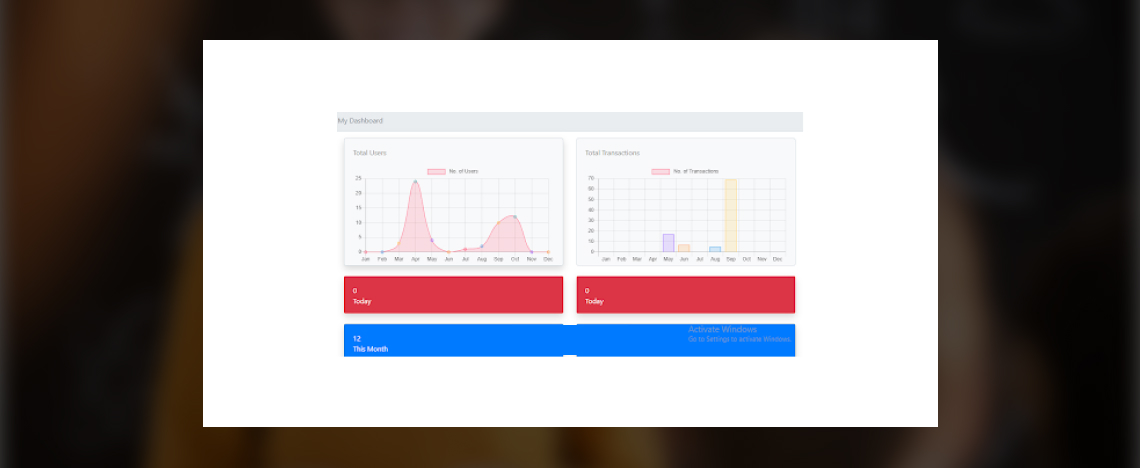 My Dashboard
Total Users
No. of Users
25
20
15
10
5
0
Jan Feb Mar Apr May Jun Jul Aug Sep Oct Nov Dec
Total Transactions
No. of Transactions
70
60
50
40
30
20
10
0
Jan Feb Mar Apr May Jun Jul Aug Sep Oct Nov Dec
0
Today
0
Today
12
This Month
Activate Windows
Go to Settings to activate Windows.